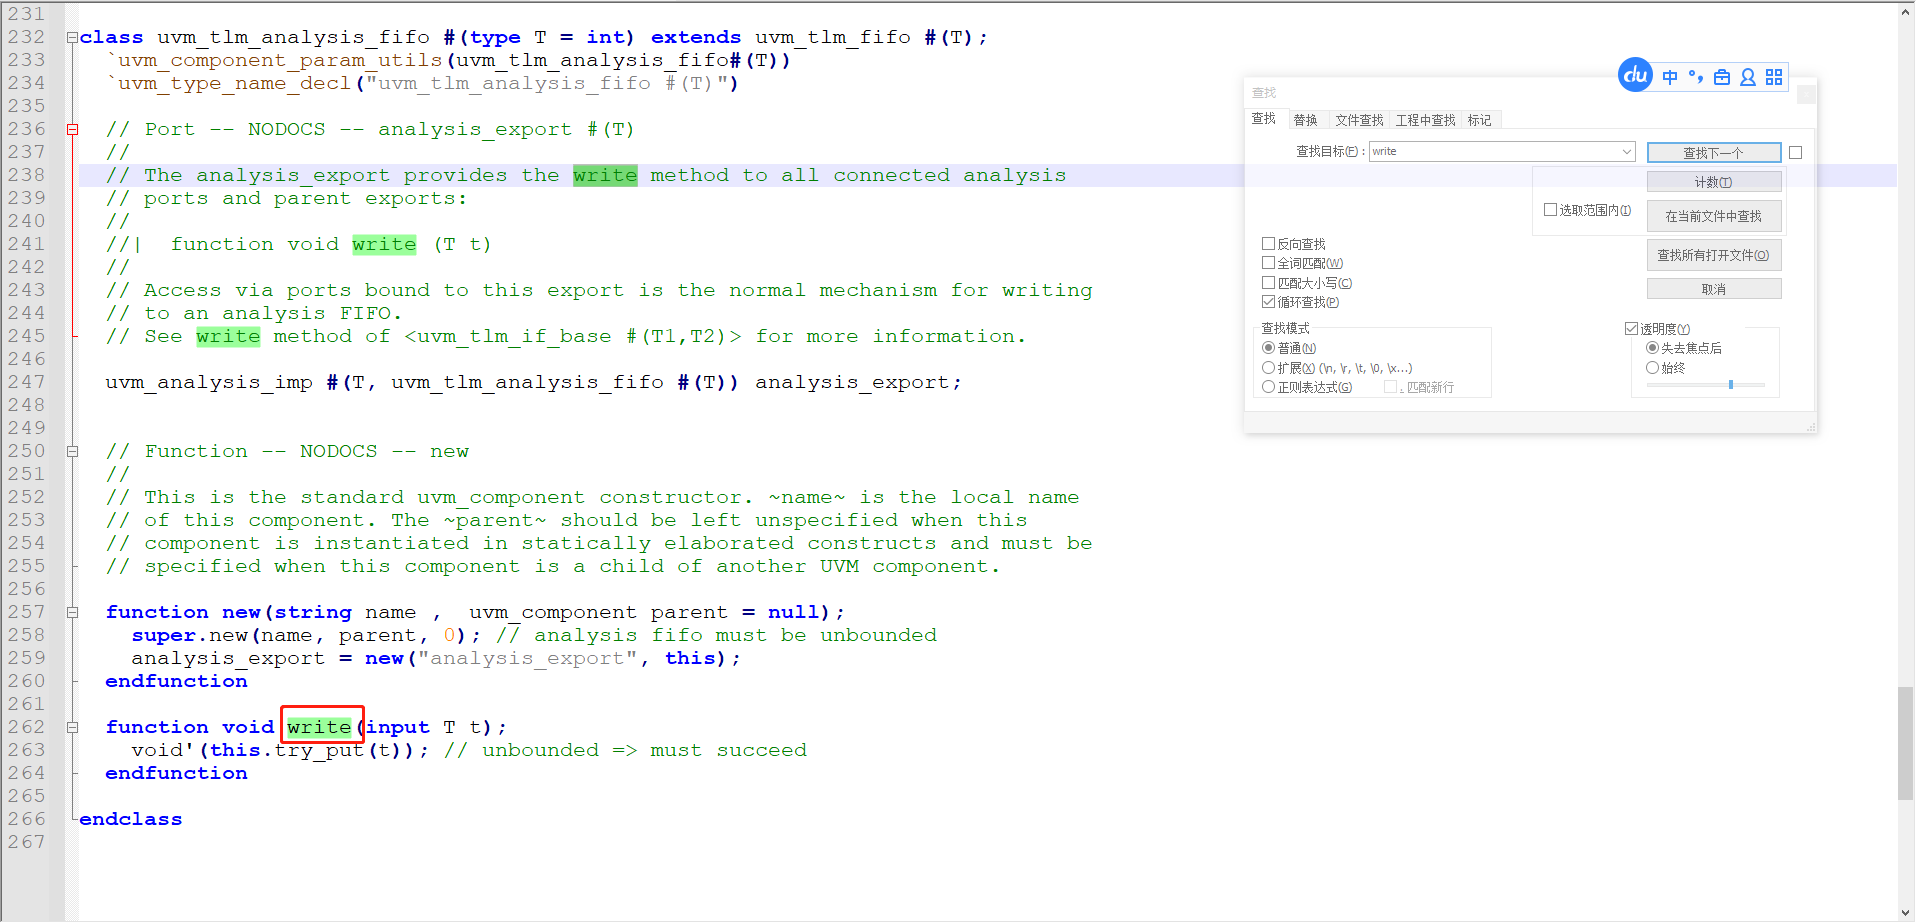 231
232 class uvm_tlm_analysis_fifo #(type T = int) extends uvm_tlm_fifo #(T);
233 `uvm_component_param_utils(uvm_tlm_analysis_fifo#(T))
234 `uvm_type_name_decl("uvm_tlm_analysis_fifo #(T)")
235
236 // Port -- NODOCS -- analysis_export #(T)
237 //
238 // The analysis_export provides the write method to all connected analysis
239 // ports and parent exports:
240 //
241 //|  function void write (T t)
242 //
243 // Access via ports bound to this export is the normal mechanism for writing
244 // to an analysis FIFO.
245 // See write method of <uvm_tlm_if_base #(T1,T2)> for more information.
246
247 uvm_analysis_imp #(T, uvm_tlm_analysis_fifo #(T)) analysis_export;
248
249
250 // Function -- NODOCS -- new
251 //
252 // This is the standard uvm_component constructor. ~name~ is the local name
253 // of this component. The ~parent~ should be left unspecified when this
254 // component is instantiated in statically elaborated constructs and must be
255 // specified when this component is a child of another UVM component.
256
257 function new(string name ,  uvm_component parent = null);
258 super.new(name, parent, 0); // analysis fifo must be unbounded
259 analysis_export = new("analysis_export", this);
260 endfunction
261
262 function void write(input T t);
263 void'(this.try_put(t)); // unbounded => must succeed
264 endfunction
265
266 endclass
267
du 中 °,
查找
查找 替换 文件查找 工程中查找 标记
查找目标(F) : write 查找下一个
计数(T)
选取范围内(I) 在当前文件中查找
反向查找 查找所有打开文件(O)
全词匹配(W)
匹配大小写(C) 取消
循环查找(P)
查找模式 透明度(Y)
普通(N) 失去焦点后
扩展(X) (\n, \r, \t, \0, \x...) 始终
正则表达式(G) . 匹配新行